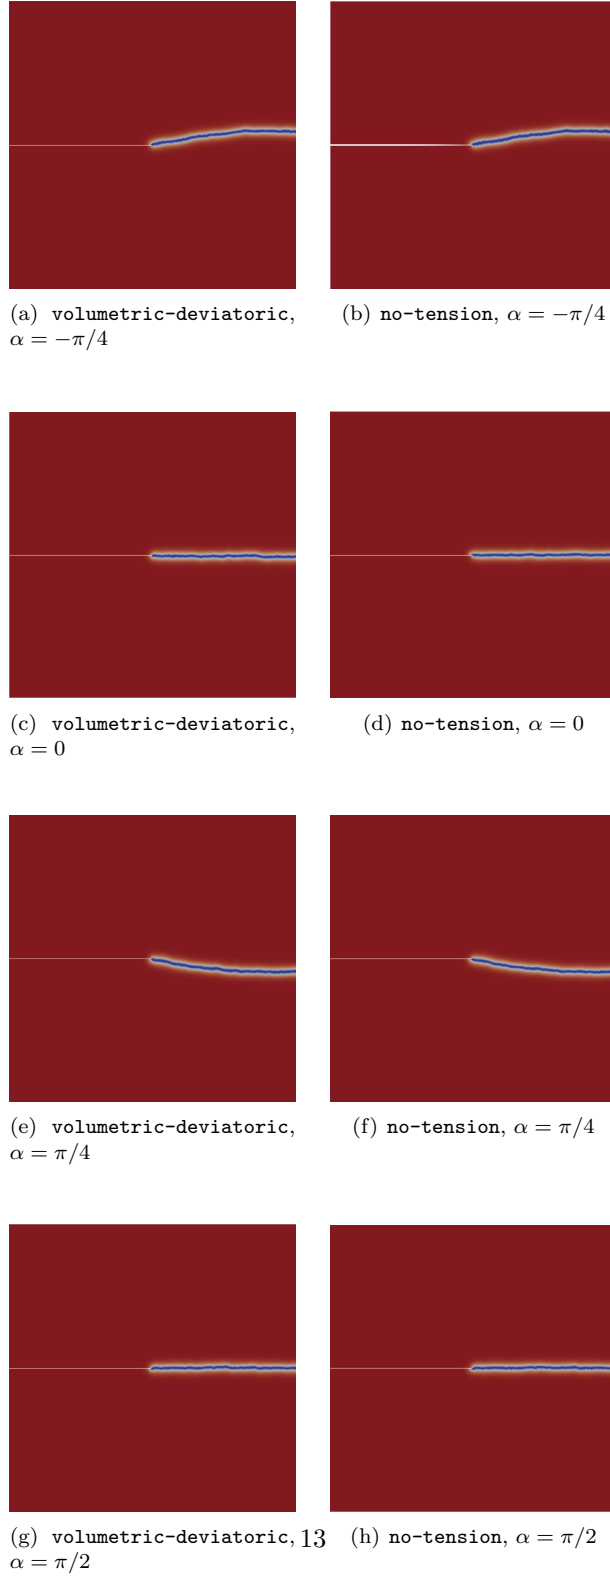 (a) volumetric-deviatoric,
α = −π/4
(b) no-tension, α = −π/4
(c) volumetric-deviatoric,
α = 0
(d) no-tension, α = 0
(e) volumetric-deviatoric,
α = π/4
(f) no-tension, α = π/4
(g) volumetric-deviatoric,
α = π/2
13
(h) no-tension, α = π/2